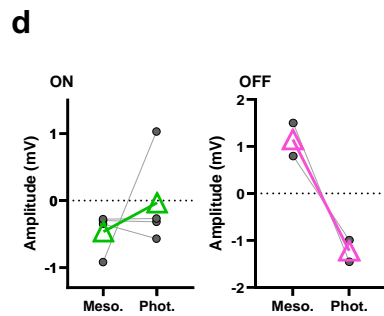 d
ON
OFF
Amplitude (mV)
1
0
-1
Meso.
Phot.
Amplitude (mV)
2
1
0
-1
-2
Meso.
Phot.